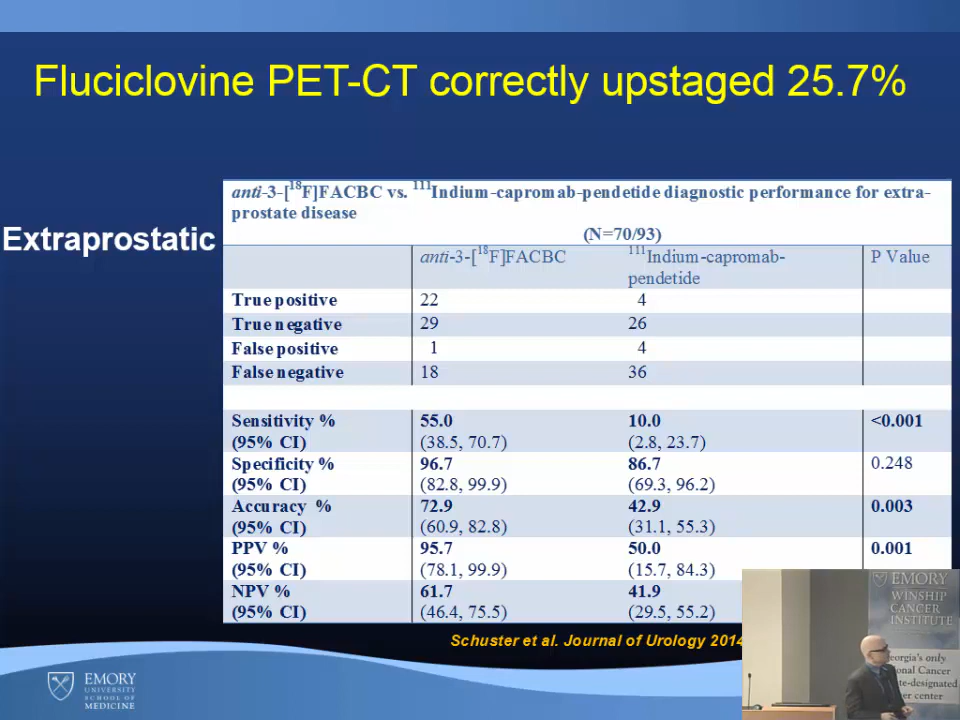 Fluciclovine PET-CT correctly upstaged 25.7%
Extraprostatic
anti-3-[18F]FACBC vs. 111Indium-capromab-pendetide diagnostic performance for extra-
prostate disease
(N=70/93)
anti-3-[18F]FACBC 111Indium-capromab- P Value
pendetide
True positive 22 4
True negative 29 26
False positive 1 4
False negative 18 36
Sensitivity % 55.0 10.0 <0.001
(95% CI) (38.5, 70.7) (2.8, 23.7)
Specificity % 96.7 86.7 0.248
(95% CI) (82.8, 99.9) (69.3, 96.2)
Accuracy % 72.9 42.9 0.003
(95% CI) (60.9, 82.8) (31.1, 55.3)
PPV % 95.7 50.0 0.001
(95% CI) (78.1, 99.9) (15.7, 84.3)
NPV % 61.7 41.9
(95% CI) (46.4, 75.5) (29.5, 55.2)
Schuster et al. Journal of Urology 2014
EMORY
UNIVERSITY
SCHOOL OF
MEDICINE
EMORY
WINSHIP
CANCER
INSTITUTE
eorgia's only
onal Cancer
te-designated
er center